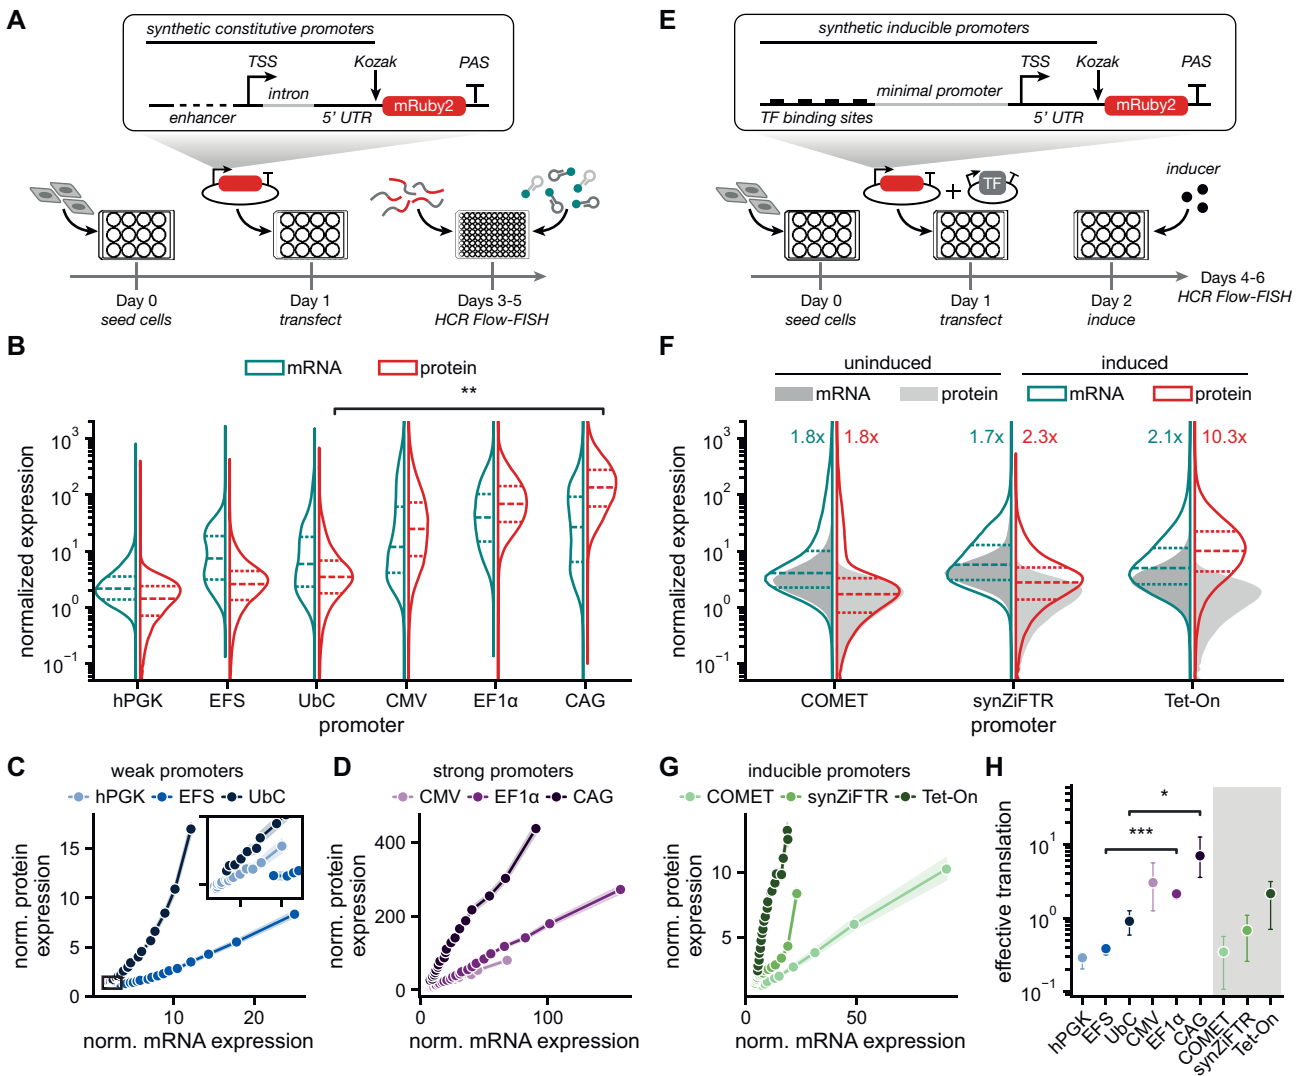 A
synthetic constitutive promoters
TSS
Kozak
PAS
intron
mRuby2
enhancer
5' UTR
Day 0
seed cells
Day 1
transfect
Days 3-5
HCR Flow-FISH
E
synthetic inducible promoters
TSS
Kozak
PAS
minimal promoter
mRuby2
TF binding sites
5' UTR
TF
inducer
Day 0
seed cells
Day 1
transfect
Day 2
induce
Days 4-6
HCR Flow-FISH
B
mRNA
protein
**
normalized expression
10³
10²
10¹
10⁰
10⁻¹
hPGK
EFS
UbC
CMV
EF1α
CAG
promoter
F
uninduced
induced
mRNA
protein
mRNA
protein
1.8x
1.8x
1.7x
2.3x
2.1x
10.3x
normalized expression
10³
10²
10¹
10⁰
10⁻¹
COMET
synZiFTR
Tet-On
promoter
C
weak promoters
hPGK
EFS
UbC
norm. protein
expression
15
10
5
0
10
20
norm. mRNA expression
D
strong promoters
CMV
EF1α
CAG
norm. protein
expression
400
200
0
0
100
norm. mRNA expression
G
inducible promoters
COMET
synZiFTR
Tet-On
norm. protein
expression
10
5
0
50
norm. mRNA expression
H
effective translation
10¹
10⁰
10⁻¹
*
***
hPGK
EFS
UbC
CMV
EF1α
CAG
COMET
synZiFTR
Tet-On